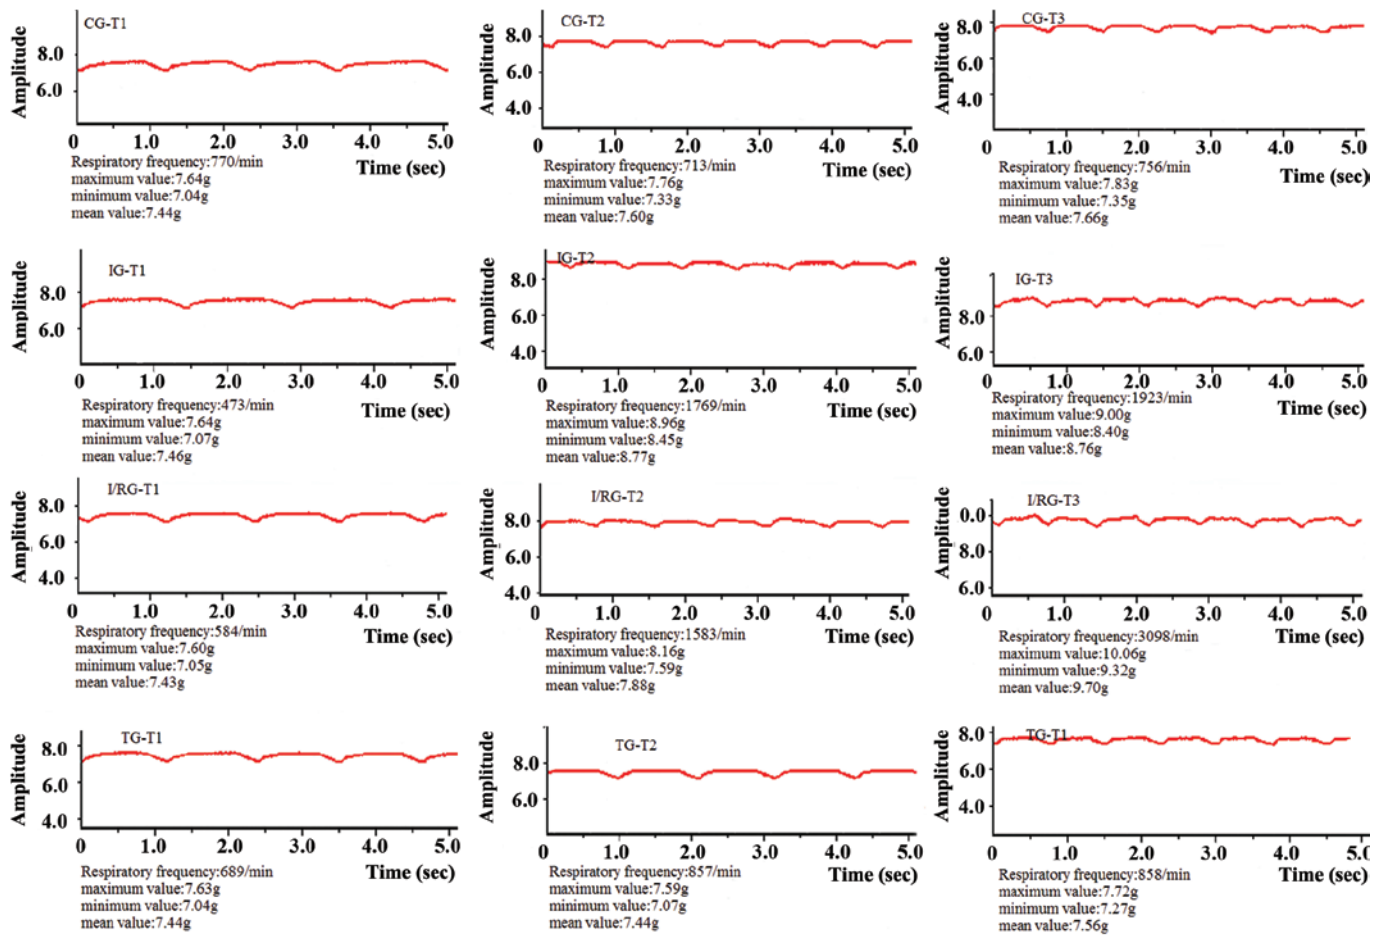 CG-T1
Amplitude
8.0
6.0
0 1.0 2.0 3.0 4.0 5.0
Time (sec)
Respiratory frequency:770/min
maximum value:7.64g
minimum value:7.04g
mean value:7.44g
CG-T2
Amplitude
8.0
6.0
4.0
0 1.0 2.0 3.0 4.0 5.0
Time (sec)
Respiratory frequency:713/min
maximum value:7.76g
minimum value:7.33g
mean value:7.60g
CG-T3
Amplitude
8.0
6.0
4.0
0 1.0 2.0 3.0 4.0 5.0
Time (sec)
Respiratory frequency:756/min
maximum value:7.83g
minimum value:7.35g
mean value:7.66g
IG-T1
Amplitude
8.0
6.0
0 1.0 2.0 3.0 4.0 5.0
Time (sec)
Respiratory frequency:473/min
maximum value:7.64g
minimum value:7.07g
mean value:7.46g
IG-T2
Amplitude
8.0
6.0
4.0
0 1.0 2.0 3.0 4.0 5.0
Time (sec)
Respiratory frequency:1769/min
maximum value:8.96g
minimum value:8.45g
mean value:8.77g
IG-T3
Amplitude
8.0
6.0
0 1.0 2.0 3.0 4.0 5.0
Time (sec)
Respiratory frequency:1923/min
maximum value:9.00g
minimum value:8.40g
mean value:8.76g
I/RG-T1
Amplitude
8.0
6.0
4.0
0 1.0 2.0 3.0 4.0 5.0
Time (sec)
Respiratory frequency:584/min
maximum value:7.60g
minimum value:7.05g
mean value:7.43g
I/RG-T2
Amplitude
8.0
6.0
4.0
0 1.0 2.0 3.0 4.0 5.0
Time (sec)
Respiratory frequency:1583/min
maximum value:8.16g
minimum value:7.59g
mean value:7.88g
I/RG-T3
Amplitude
0.0
8.0
6.0
0 1.0 2.0 3.0 4.0 5.0
Time (sec)
Respiratory frequency:3098/min
maximum value:10.06g
minimum value:9.32g
mean value:9.70g
TG-T1
Amplitude
8.0
6.0
4.0
0 1.0 2.0 3.0 4.0 5.0
Time (sec)
Respiratory frequency:689/min
maximum value:7.63g
minimum value:7.04g
mean value:7.44g
TG-T2
Amplitude
8.0
6.0
0 1.0 2.0 3.0 4.0 5.0
Time (sec)
Respiratory frequency:857/min
maximum value:7.59g
minimum value:7.07g
mean value:7.44g
TG-T1
Amplitude
8.0
6.0
4.0
0 1.0 2.0 3.0 4.0 5.0
Time (sec)
Respiratory frequency:858/min
maximum value:7.72g
minimum value:7.27g
mean value:7.56g